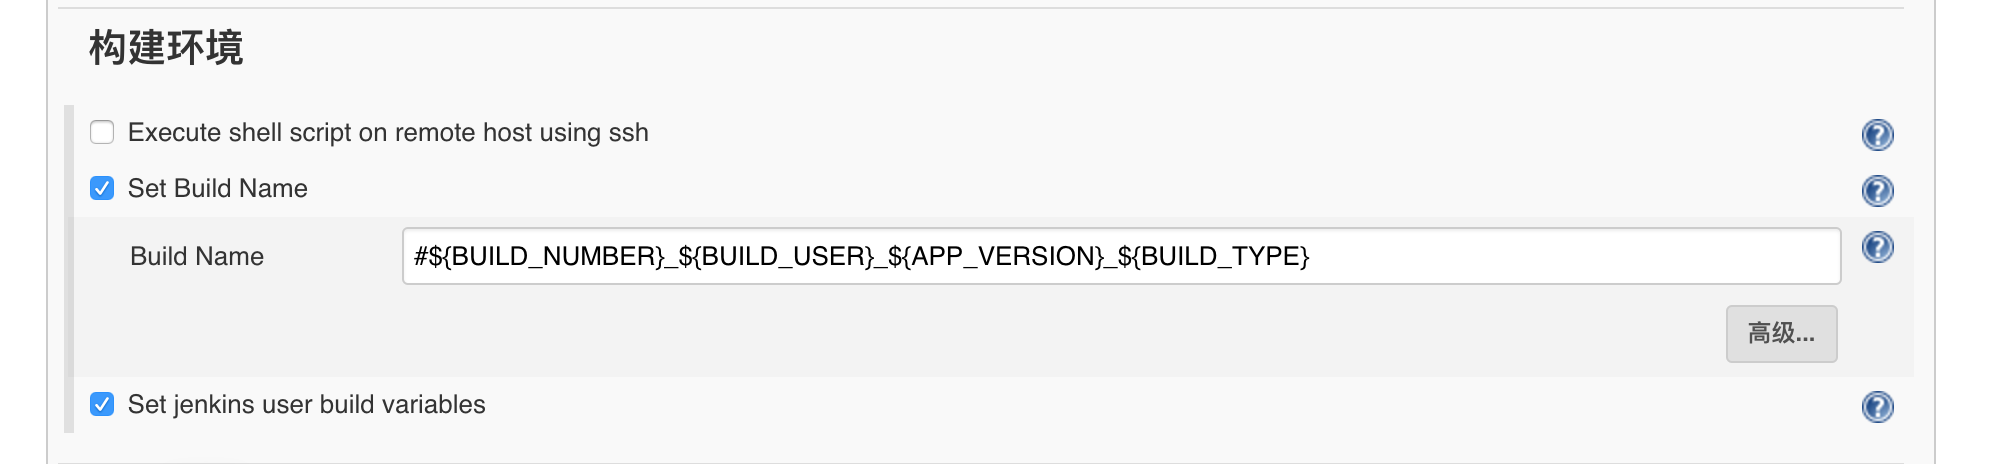 构建环境
Execute shell script on remote host using ssh
Set Build Name
Build Name #${BUILD_NUMBER}_${BUILD_USER}_${APP_VERSION}_${BUILD_TYPE}
高级...
Set jenkins user build variables